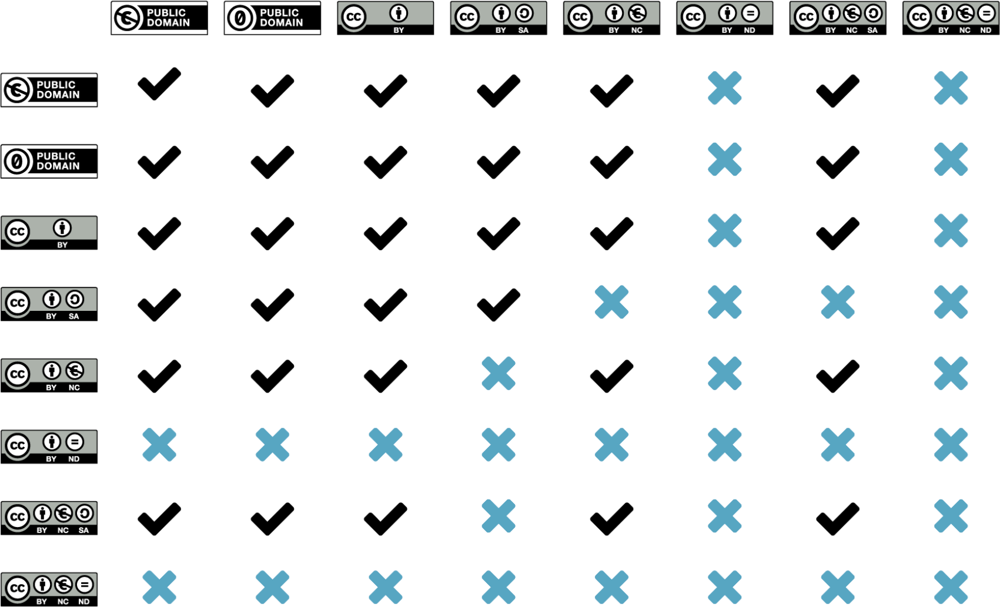 PUBLIC DOMAIN
0 PUBLIC DOMAIN
cc BY
cc BY SA
cc BY NC
cc BY ND
cc BY NC SA
cc BY NC ND
PUBLIC
DOMAIN
0 PUBLIC
DOMAIN
cc
BY
cc
BY SA
cc
BY NC
cc
BY ND
cc
BY NC SA
cc
BY NC ND